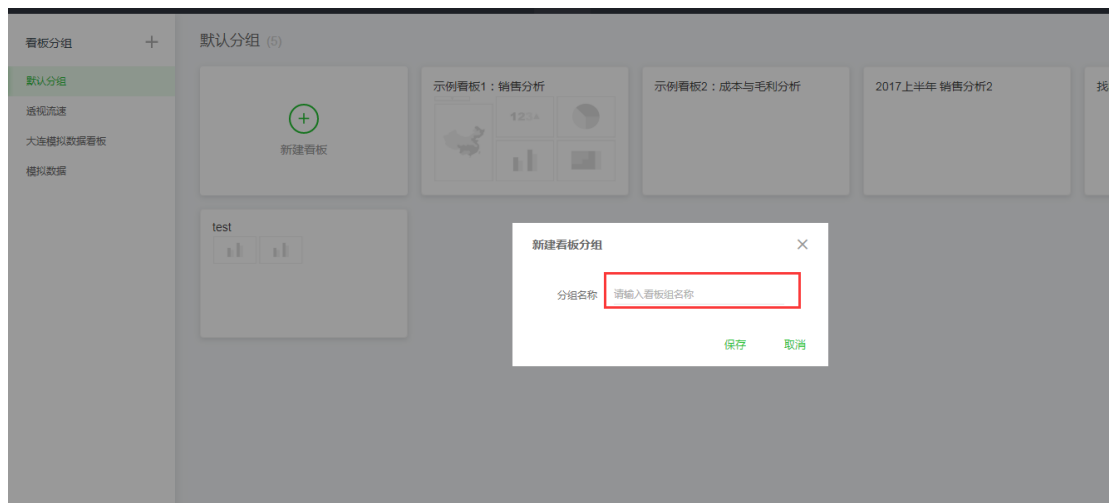 看板分组
默认分组 (5)
默认分组
透视流速
大连模拟数据看板
模拟数据
新建看板
示例看板1：销售分析
123
示例看板2：成本与毛利分析
2017上半年 销售分析2
找
test
新建看板分组
分组名称
请输入看板组名称
保存
取消